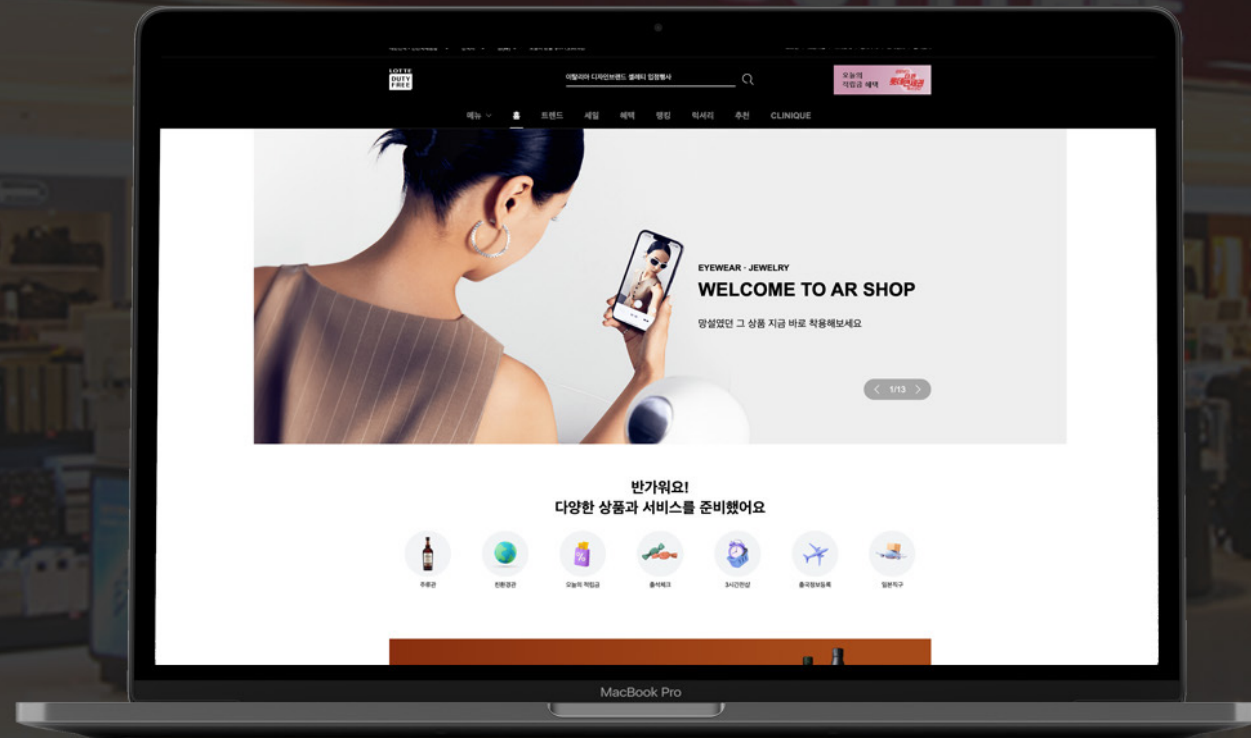 LOTTE
DUTY
FREE
이탈리아 디자인브랜드 셀레티 입점행사
오늘의
적립금 혜택
메뉴 홈 트렌드 세일 혜택 랭킹 럭셔리 추천 CLINIQUE
EYEWEAR · JEWELRY
WELCOME TO AR SHOP
망설였던 그 상품 지금 바로 착용해보세요
1/13
반가워요!
다양한 상품과 서비스를 준비했어요
주류관 친환경관 오늘의 적립금 출석체크 3시간전샵 출국정보등록 일본직구
MacBook Pro